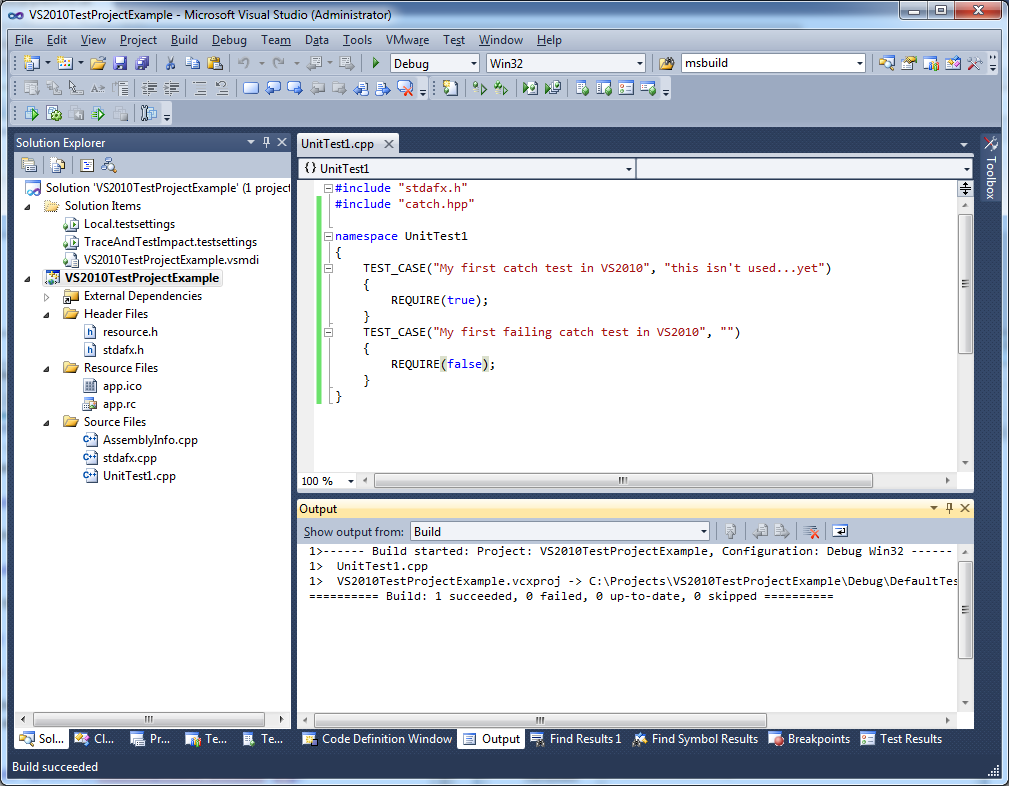 VS2010TestProjectExample - Microsoft Visual Studio (Administrator)
File Edit View Project Build Debug Team Data Tools VMware Test Window Help
Debug Win32 msbuild
Solution Explorer
Solution 'VS2010TestProjectExample' (1 project
Solution Items
Local.testsettings
TraceAndTestImpact.testsettings
VS2010TestProjectExample.vsmdi
VS2010TestProjectExample
External Dependencies
Header Files
resource.h
stdafx.h
Resource Files
app.ico
app.rc
Source Files
AssemblyInfo.cpp
stdafx.cpp
UnitTest1.cpp
Sol... Cl... Pr... Te... Te...
UnitTest1.cpp
{} UnitTest1
#include "stdafx.h"
#include "catch.hpp"
namespace UnitTest1
{
TEST_CASE("My first catch test in VS2010", "this isn't used...yet")
{
REQUIRE(true);
}
TEST_CASE("My first failing catch test in VS2010", "")
{
REQUIRE(false);
}
}
100 %
Toolbox
Output
Show output from: Build
1>------ Build started: Project: VS2010TestProjectExample, Configuration: Debug Win32 ------
1> UnitTest1.cpp
1> VS2010TestProjectExample.vcxproj -> C:\Projects\VS2010TestProjectExample\Debug\DefaultTes
========== Build: 1 succeeded, 0 failed, 0 up-to-date, 0 skipped ==========
Code Definition Window Output Find Results 1 Find Symbol Results Breakpoints Test Results
Build succeeded